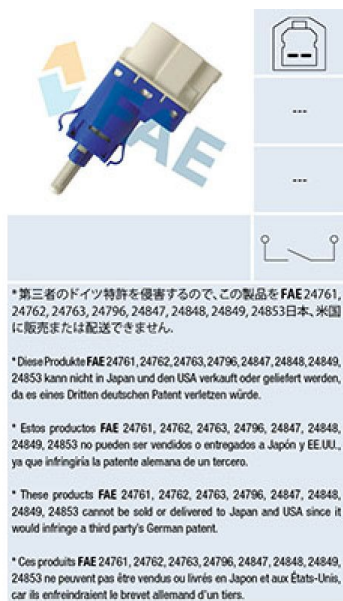 FAE
---
---
*第三者のドイツ特許を侵害するので、この製品をFAE24761,
24762, 24763, 24796, 24847, 24848, 24849, 24853日本、米国
に販売または配送できません.
* Diese Produkte FAE 24761, 24762, 24763, 24796, 24847, 24848, 24849,
24853 kann nicht in Japan und den USA verkauft oder geliefert werden,
da es eines Dritten deutschen Patent verletzen würde.
* Estos productos FAE 24761, 24762, 24763, 24796, 24847, 24848,
24849, 24853 no pueden ser vendidos o entregados a Japón y EE.UU.,
ya que infringiría la patente alemana de un tercero.
* These products FAE 24761, 24762, 24763, 24796, 24847, 24848,
24849, 24853 cannot be sold or delivered to Japan and USA since it
would infringe a third party's German patent.
* Ces produits FAE 24761, 24762, 24763, 24796, 24847, 24848, 24849,
24853 ne peuvent pas être vendus ou livrés en Japon et aux États-Unis,
car ils enfreindraient le brevet allemand d'un tiers.